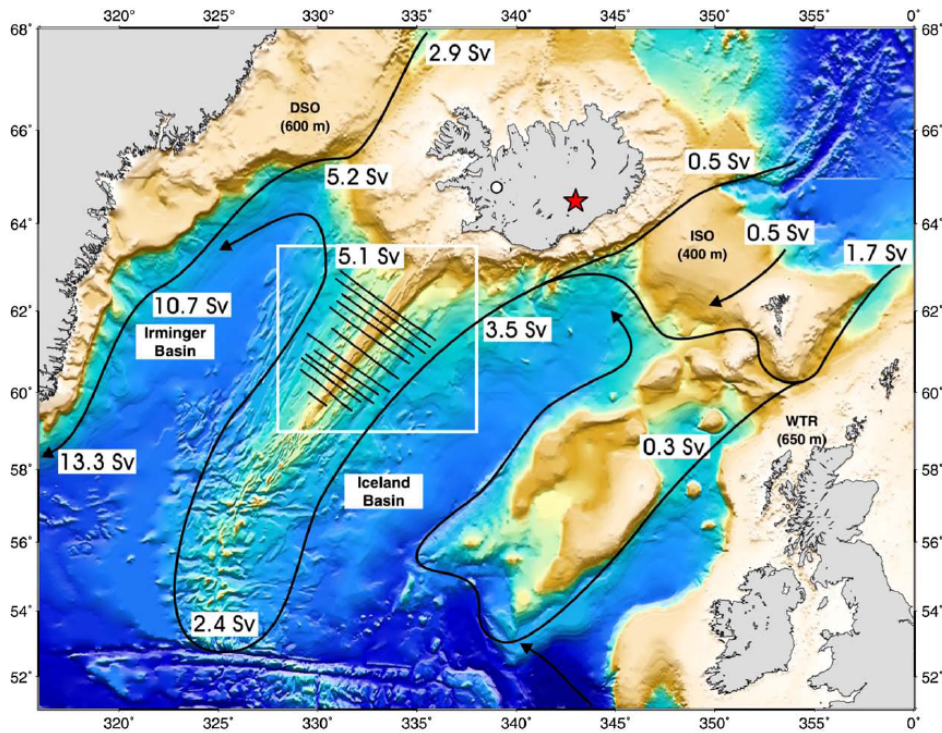 320° 325° 330° 335° 340° 345° 350° 355° 0°
68° 68°
2.9 Sv
DSO
(600 m)
66° 66°
0.5 Sv
5.2 Sv
64° 64°
0.5 Sv
ISO
(400 m)
5.1 Sv
1.7 Sv
10.7 Sv
62° 62°
3.5 Sv
Irminger
Basin
60° 60°
WTR
(650 m)
0.3 Sv
13.3 Sv
58° 58°
Iceland
Basin
56° 56°
54° 54°
2.4 Sv
52° 52°
320° 325° 330° 335° 340° 345° 350° 355° 0°